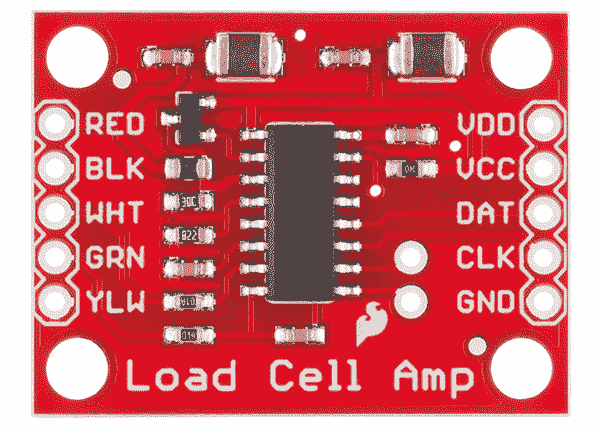 RED
BLK
WHT
GRN
YLW
VDD
VCC
DAT
CLK
GND
Load Cell Amp